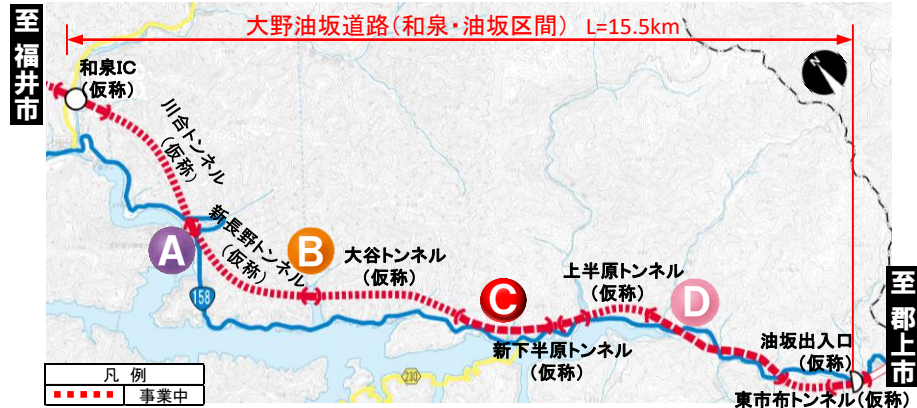 大野油坂道路(和泉・油坂区間) L=15.5km
至 福井市
和泉IC
(仮称)
川合トンネル
(仮称)
新長野トンネル
(仮称)
A
B
大谷トンネル
(仮称)
158
C
上半原トンネル
(仮称)
D
新下半原トンネル
(仮称)
230
至 郡上市
油坂出入口
(仮称)
東市布トンネル(仮称)
凡 例
事業中
N